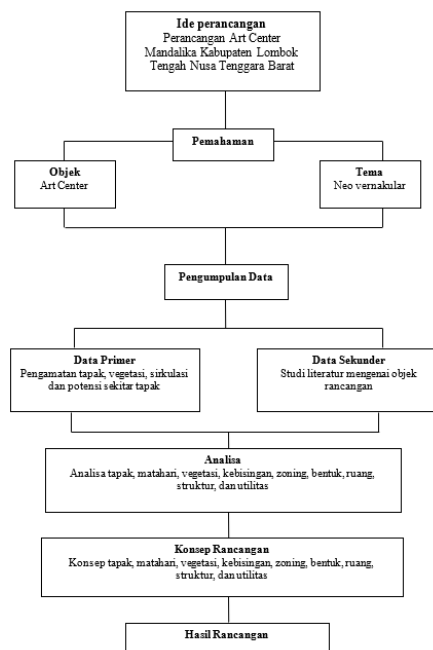 Ide perancangan
Perancangan Art Center
Mandalika Kabupaten Lombok
Tengah Nusa Tenggara Barat
Pemahaman
Objek
Art Center
Tema
Neo vernakular
Pengumpulan Data
Data Primer
Pengamatan tapak, vegetasi, sirkulasi
dan potensi sekitar tapak
Data Sekunder
Studi literatur mengenai objek
rancangan
Analisa
Analisa tapak, matahari, vegetasi, kebisingan, zoning, bentuk, ruang,
struktur, dan utilitas
Konsep Rancangan
Konsep tapak, matahari, vegetasi, kebisingan, zoning, bentuk, ruang,
struktur, dan utilitas
Hasil Rancangan